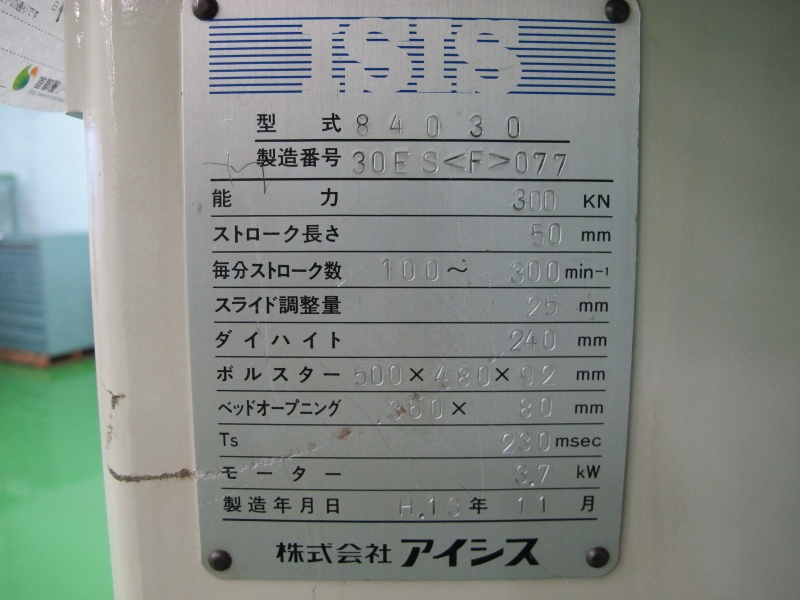 ISIS
型式 84030
製造番号 30ES<F>077
能力 300 KN
ストローク長さ 50 mm
毎分ストローク数 100～300 min-1
スライド調整量 25 mm
ダイハイト 240 mm
ボルスター 500×480×92 mm
ベッドオープニング 360× 80 mm
Ts 230 msec
モーター 3.7 kW
製造年月日 H.13年 11月
株式会社アイシス